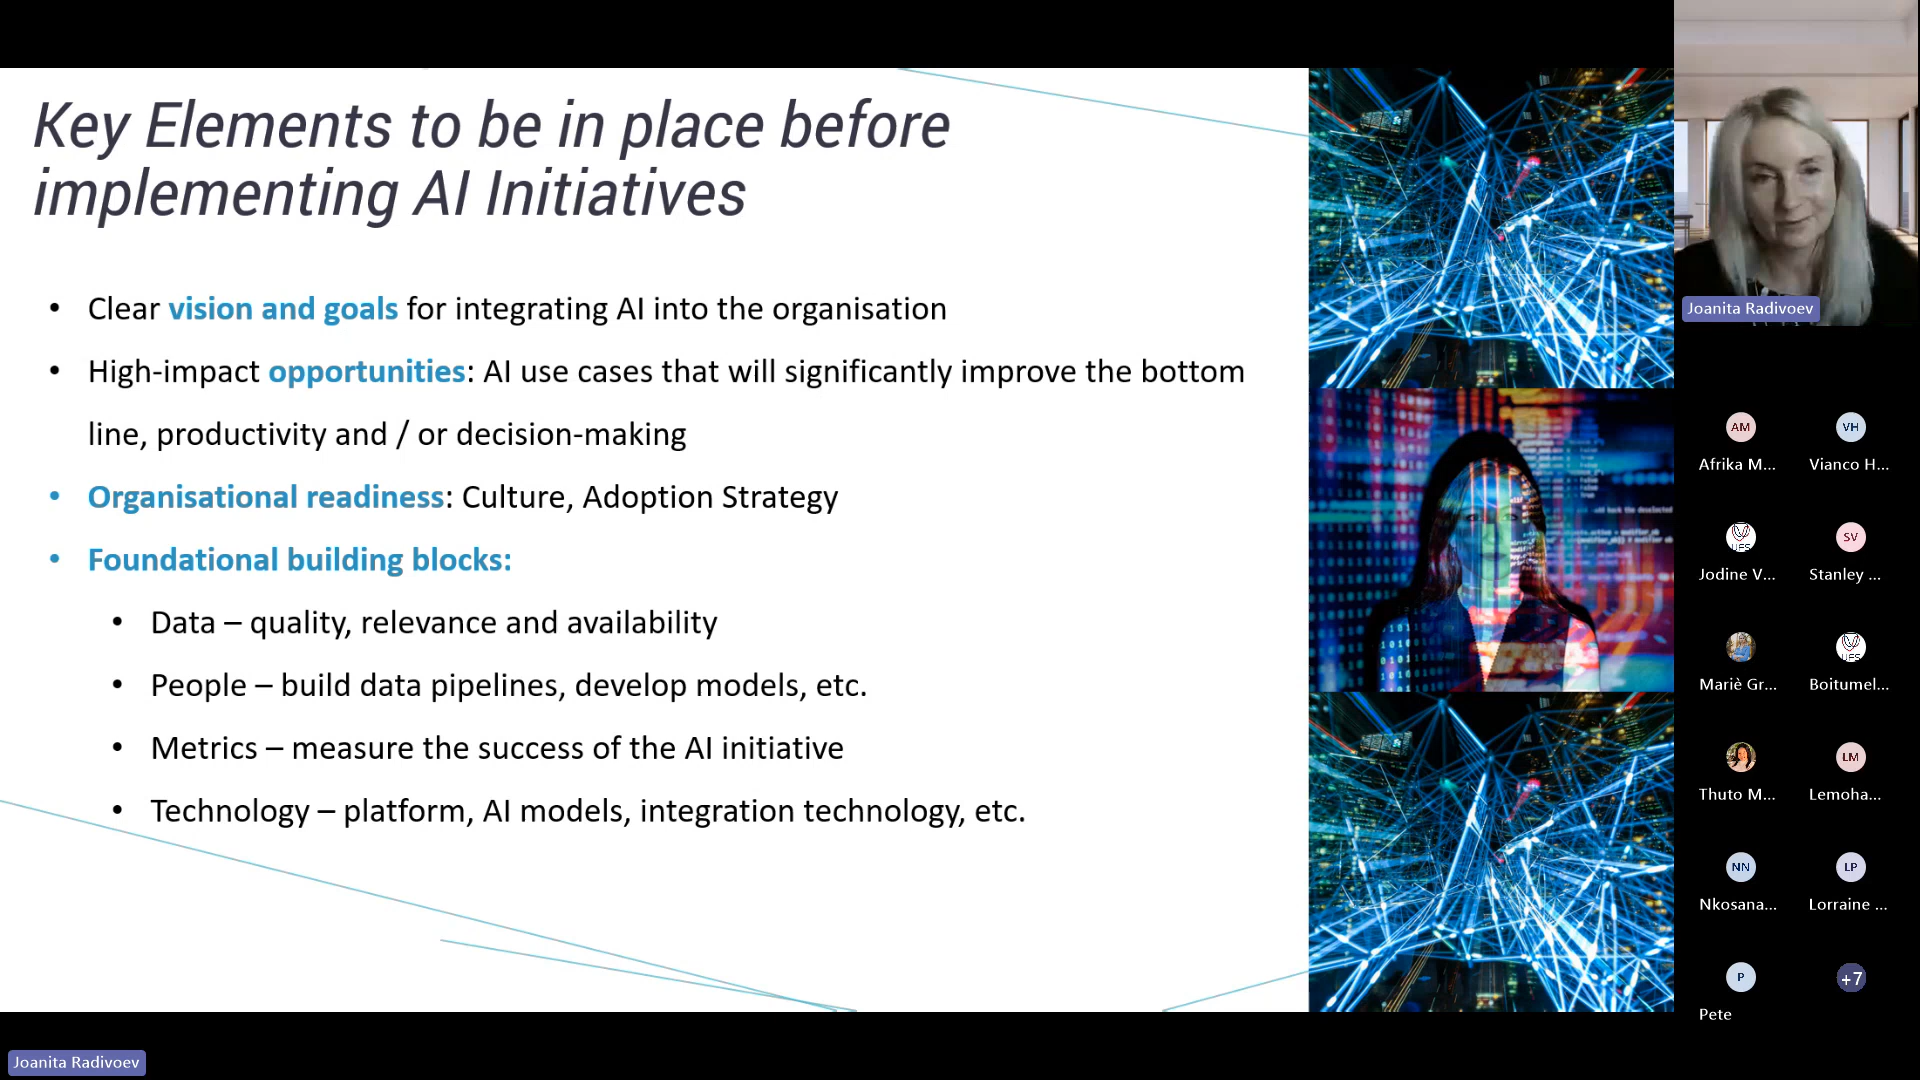 Key Elements to be in place before
implementing AI Initiatives
• Clear vision and goals for integrating AI into the organisation
• High-impact opportunities: AI use cases that will significantly improve the bottom
line, productivity and / or decision-making
• Organisational readiness: Culture, Adoption Strategy
• Foundational building blocks:
• Data – quality, relevance and availability
• People – build data pipelines, develop models, etc.
• Metrics – measure the success of the AI initiative
• Technology – platform, AI models, integration technology, etc.
Joanita Radivoev
AM VH
Afrika M... Vianco H...
UFS SV
Jodine V... Stanley ...
UFS
Mariè Gr... Boitumel...
LM
Thuto M... Lemoha...
NN LP
Nkosana... Lorraine ...
P +7
Pete
Joanita Radivoev